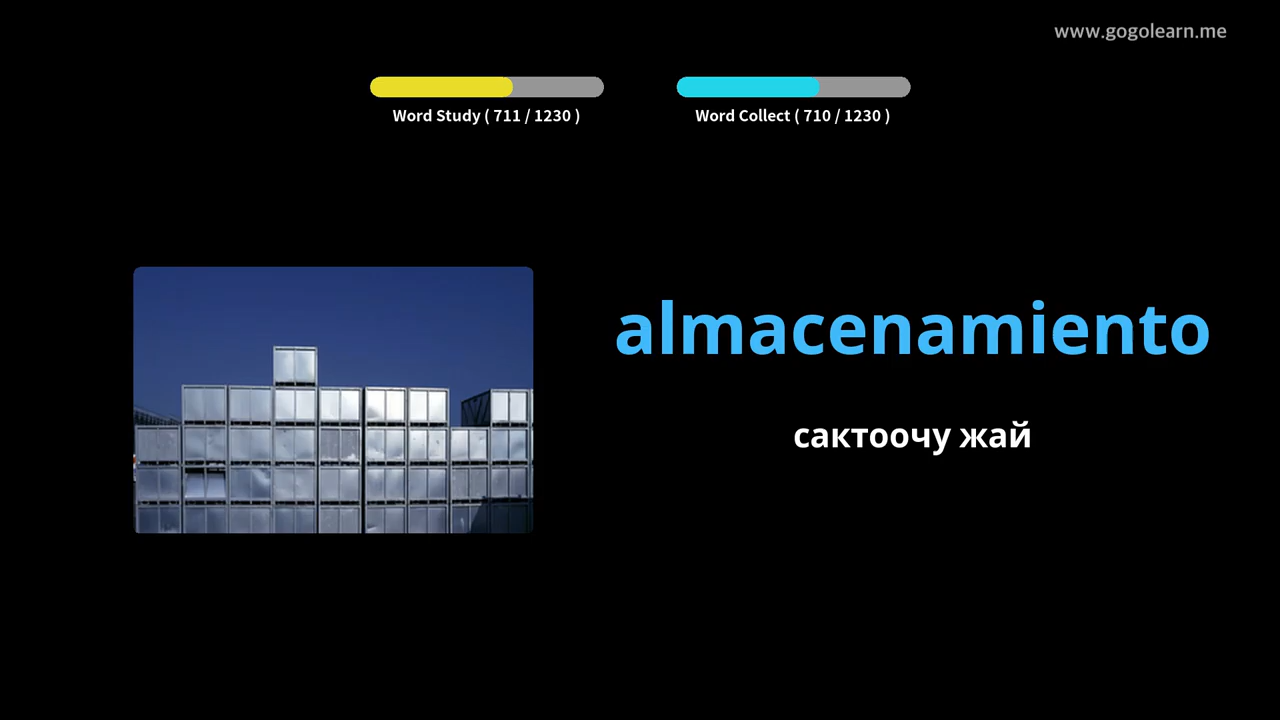 www.gogolearn.me
Word Study ( 711 / 1230 )
Word Collect ( 710 / 1230 )
almacenamiento
сактоочу жай